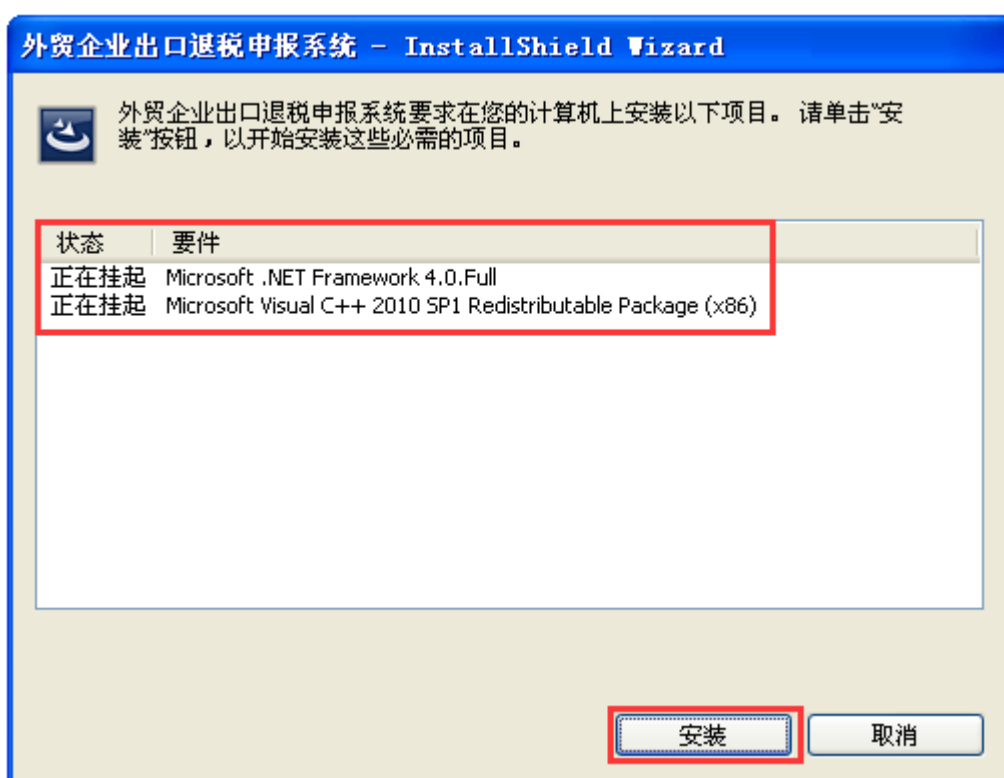 外贸企业出口退税申报系统 - InstallShield Wizard
外贸企业出口退税申报系统要求在您的计算机上安装以下项目。 请单击"安
装"按钮，以开始安装这些必需的项目。
状态 要件
正在挂起 Microsoft .NET Framework 4.0.Full
正在挂起 Microsoft Visual C++ 2010 SP1 Redistributable Package (x86)
安装 取消